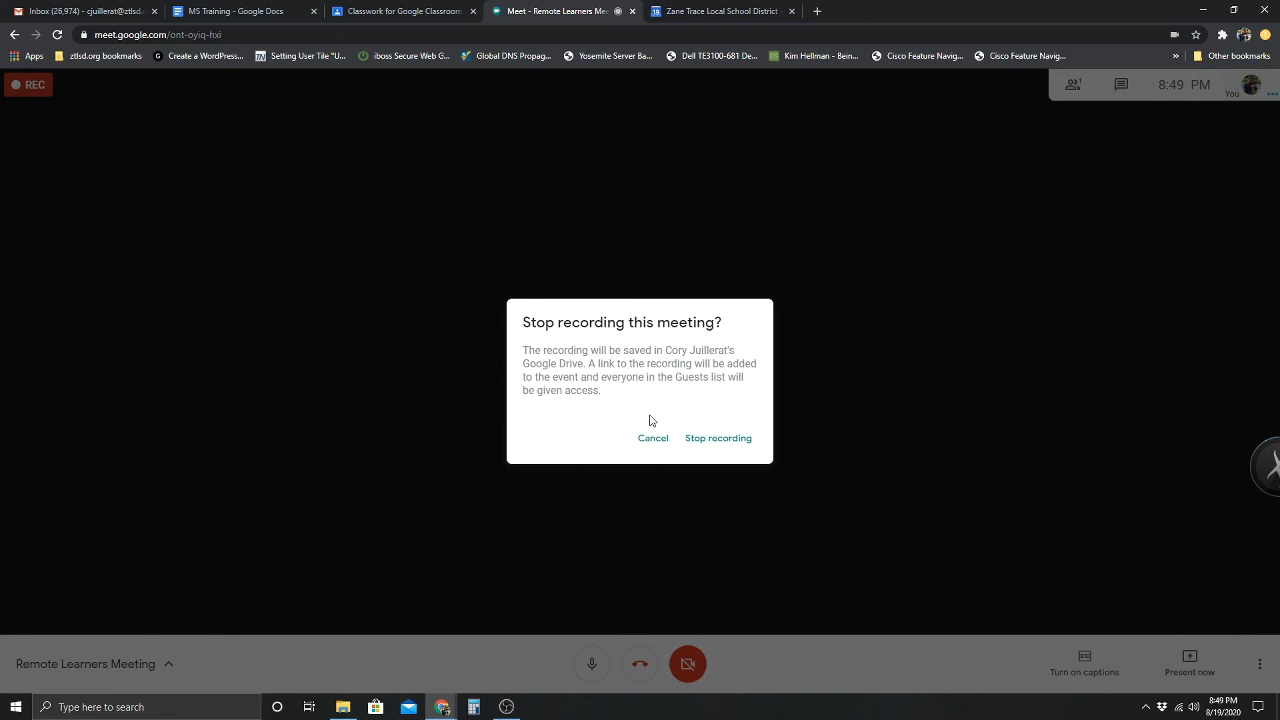 Inbox (26,974) - cjuillerat@ztlsd.
MS Training - Google Docs
Classwork for Google Classroom
Meet - Remote Learners Meet
Zane Trace Local School District -
meet.google.com/ont-oyiq-hxi
Apps
ztlsd.org bookmarks
Create a WordPress...
Setting User Tile "U...
iboss Secure Web G...
Global DNS Propag...
Yosemite Server Ba...
Dell TE3100-681 De...
Kim Hellman - Bein...
Cisco Feature Navig...
Cisco Feature Navig...
»
Other bookmarks
REC
8:49 PM
You
Stop recording this meeting?
The recording will be saved in Cory Juillerat's
Google Drive. A link to the recording will be added
to the event and everyone in the Guests list will
be given access.
Cancel
Stop recording
Remote Learners Meeting
Turn on captions
Present now
Type here to search
8:49 PM
8/19/2020